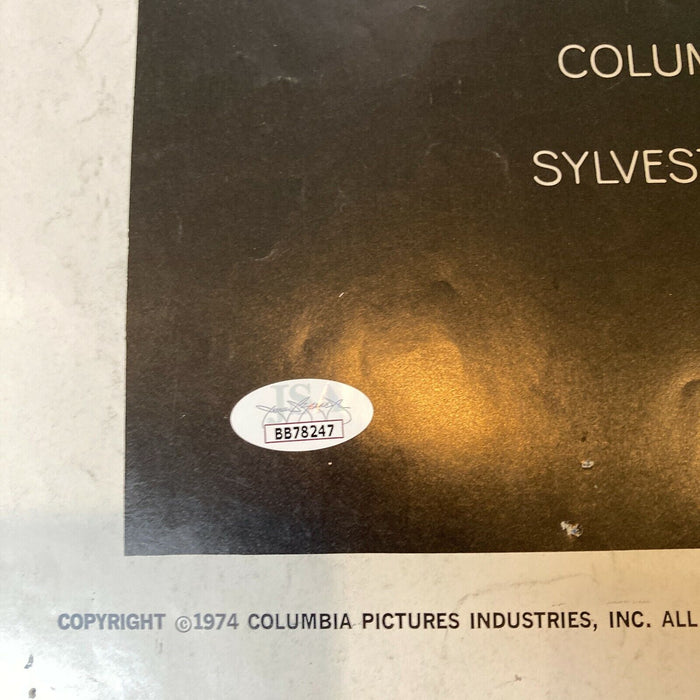 COLUM
SYLVEST
JSA
BB78247
COPYRIGHT ©1974 COLUMBIA PICTURES INDUSTRIES, INC. ALL